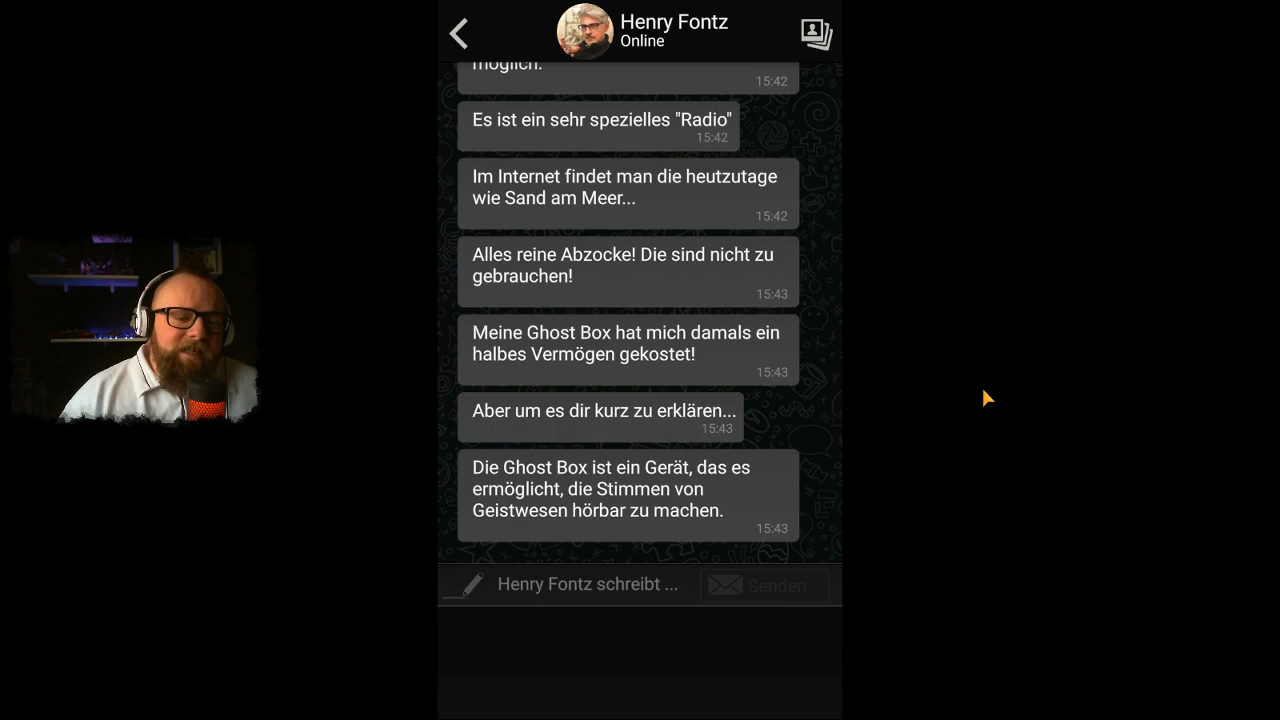 Henry Fontz
Online
möglich.
15:42
Es ist ein sehr spezielles "Radio"
15:42
Im Internet findet man die heutzutage
wie Sand am Meer...
15:42
Alles reine Abzocke! Die sind nicht zu
gebrauchen!
15:43
Meine Ghost Box hat mich damals ein
halbes Vermögen gekostet!
15:43
Aber um es dir kurz zu erklären...
15:43
Die Ghost Box ist ein Gerät, das es
ermöglicht, die Stimmen von
Geistwesen hörbar zu machen.
15:43
Henry Fontz schreibt ...
Senden